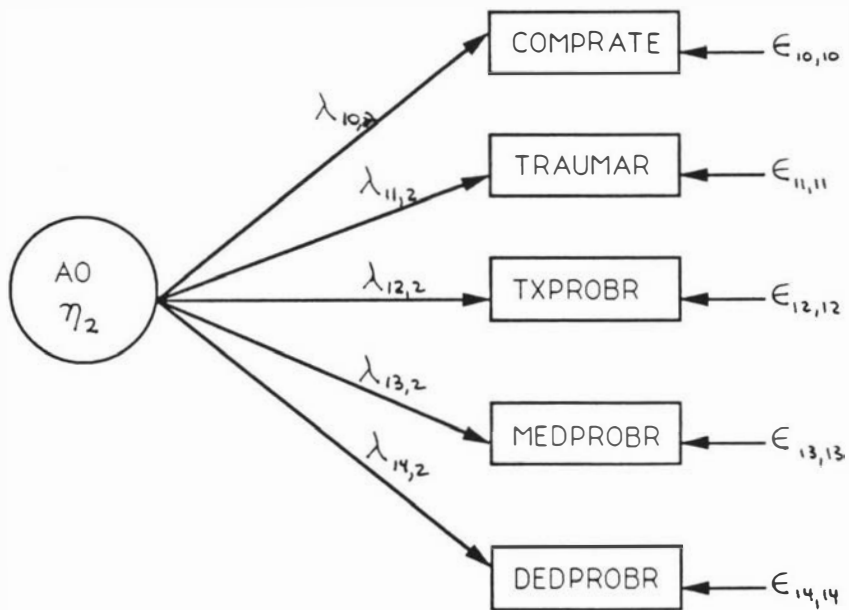 COMPRATE
ϵ₁₀,₁₀
λ₁₀,₂
TRAUMAR
ϵ₁₁,₁₁
λ₁₁,₂
AO
η₂
λ₁₂,₂
TXPROBR
ϵ₁₂,₁₂
λ₁₃,₂
MEDPROBR
ϵ₁₃,₁₃
λ₁₄,₂
DEDPROBR
ϵ₁₄,₁₄